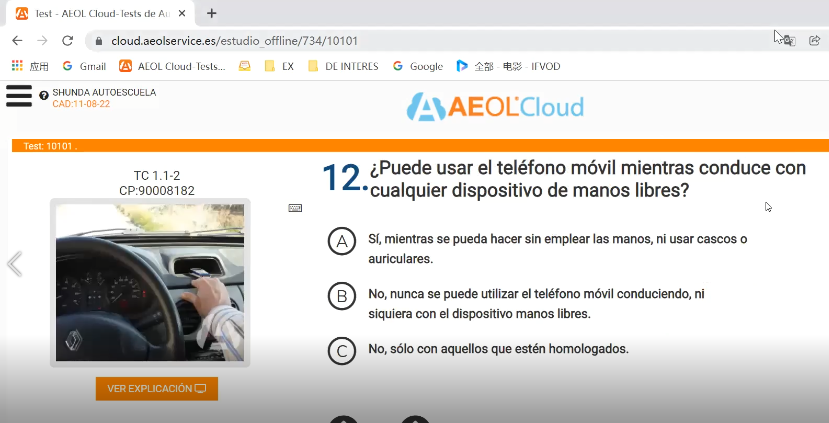 Test - AEOL Cloud-Tests de Au
cloud.aeolservice.es/estudio_offline/734/10101
应用
Gmail
AEOL Cloud-Tests...
EX
DE INTERES
Google
全部 - 电影 - IFVOD
SHUNDA AUTOESCUELA
CAD:11-08-22
AEOL Cloud
Test: 10101 .
TC 1.1-2
CP:90008182
12. ¿Puede usar el teléfono móvil mientras conduce con
cualquier dispositivo de manos libres?
A Sí, mientras se pueda hacer sin emplear las manos, ni usar cascos o
auriculares.
B No, nunca se puede utilizar el teléfono móvil conduciendo, ni
siquiera con el dispositivo manos libres.
C No, sólo con aquellos que estén homologados.
VER EXPLICACIÓN